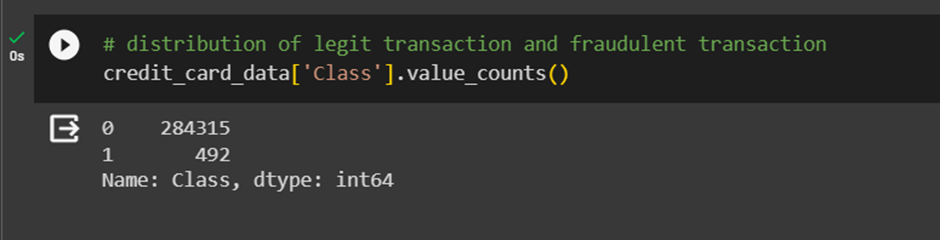 # distribution of legit transaction and fraudulent transaction
0s
credit_card_data['Class'].value_counts()
0    284315
1       492
Name: Class, dtype: int64